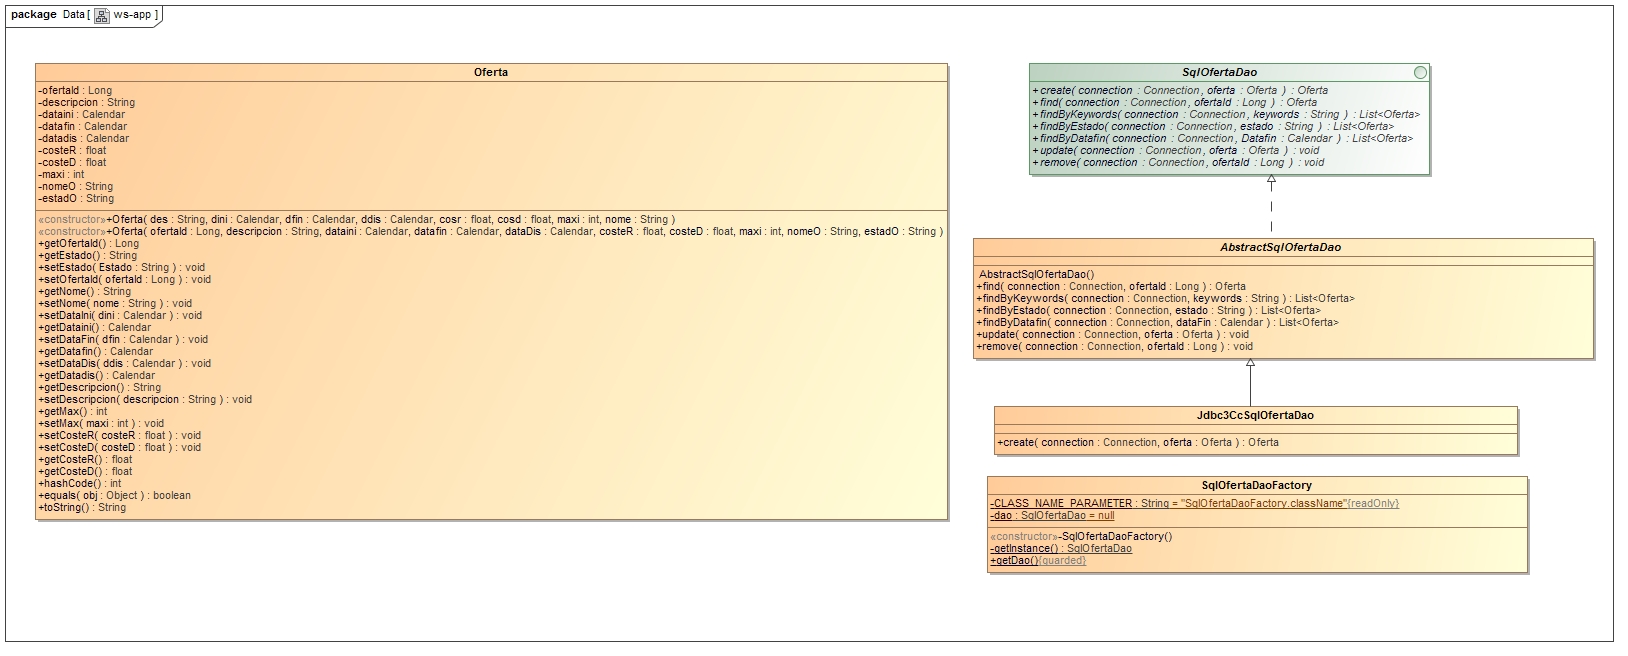 package Data [ ws-app ]
Oferta
-ofertaId : Long
-descripcion : String
-dataini : Calendar
-datafin : Calendar
-datadis : Calendar
-costeR : float
-costeD : float
-maxi : int
-nomeO : String
-estadO : String
«constructor»+Oferta( des : String, dini : Calendar, dfin : Calendar, ddis : Calendar, cosr : float, cosd : float, maxi : int, nome : String )
«constructor»+Oferta( ofertaId : Long, descripcion : String, dataini : Calendar, datafin : Calendar, dataDis : Calendar, costeR : float, costeD : float, maxi : int, nomeO : String, estadO : String )
+getOfertaId() : Long
+getEstado() : String
+setEstado( Estado : String ) : void
+setOfertaId( ofertaId : Long ) : void
+getNome() : String
+setNome( nome : String ) : void
+setDataIni( dini : Calendar ) : void
+getDataini() : Calendar
+setDataFin( dfin : Calendar ) : void
+getDatafin() : Calendar
+setDataDis( ddis : Calendar ) : void
+getDatadis() : Calendar
+getDescripcion() : String
+setDescripcion( descripcion : String ) : void
+getMax() : int
+setMax( maxi : int ) : void
+setCosteR( costeR : float ) : void
+setCosteD( costeD : float ) : void
+getCosteR() : float
+getCosteD() : float
+hashCode() : int
+equals( obj : Object ) : boolean
+toString() : String
SqlOfertaDao
+create( connection : Connection, oferta : Oferta ) : Oferta
+find( connection : Connection, ofertaId : Long ) : Oferta
+findByKeywords( connection : Connection, keywords : String ) : List<Oferta>
+findByEstado( connection : Connection, estado : String ) : List<Oferta>
+findByDatafin( connection : Connection, Datafin : Calendar ) : List<Oferta>
+update( connection : Connection, oferta : Oferta ) : void
+remove( connection : Connection, ofertaId : Long ) : void
AbstractSqlOfertaDao
AbstractSqlOfertaDao()
+find( connection : Connection, ofertaId : Long ) : Oferta
+findByKeywords( connection : Connection, keywords : String ) : List<Oferta>
+findByEstado( connection : Connection, estado : String ) : List<Oferta>
+findByDatafin( connection : Connection, dataFin : Calendar ) : List<Oferta>
+update( connection : Connection, oferta : Oferta ) : void
+remove( connection : Connection, ofertaId : Long ) : void
Jdbc3CcSqlOfertaDao
+create( connection : Connection, oferta : Oferta ) : Oferta
SqlOfertaDaoFactory
-CLASS_NAME_PARAMETER : String = "SqlOfertaDaoFactory.className"{readOnly}
-dao : SqlOfertaDao = null
«constructor»-SqlOfertaDaoFactory()
-getInstance() : SqlOfertaDao
+getDao(){guarded}